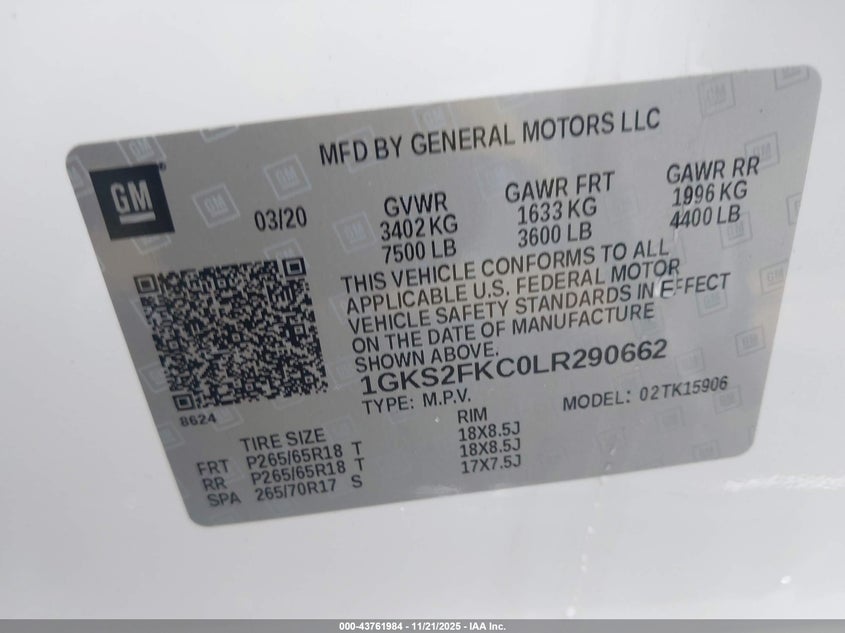 MFD BY GENERAL MOTORS LLC
GM
03/20
GVWR
3402 KG
7500 LB
GAWR FRT
1633 KG
3600 LB
GAWR RR
1996 KG
4400 LB
THIS VEHICLE CONFORMS TO ALL
APPLICABLE U.S. FEDERAL MOTOR
VEHICLE SAFETY STANDARDS IN EFFECT
ON THE DATE OF MANUFACTURE
SHOWN ABOVE.
1GKS2FKC0LR290662
TYPE: M.P.V. MODEL: 02TK15906
8624
TIRE SIZE RIM
FRT P265/65R18 T 18X8.5J
RR P265/65R18 T 18X8.5J
SPA 265/70R17 S 17X7.5J
000-43761984 - 11/21/2025 - IAA Inc.